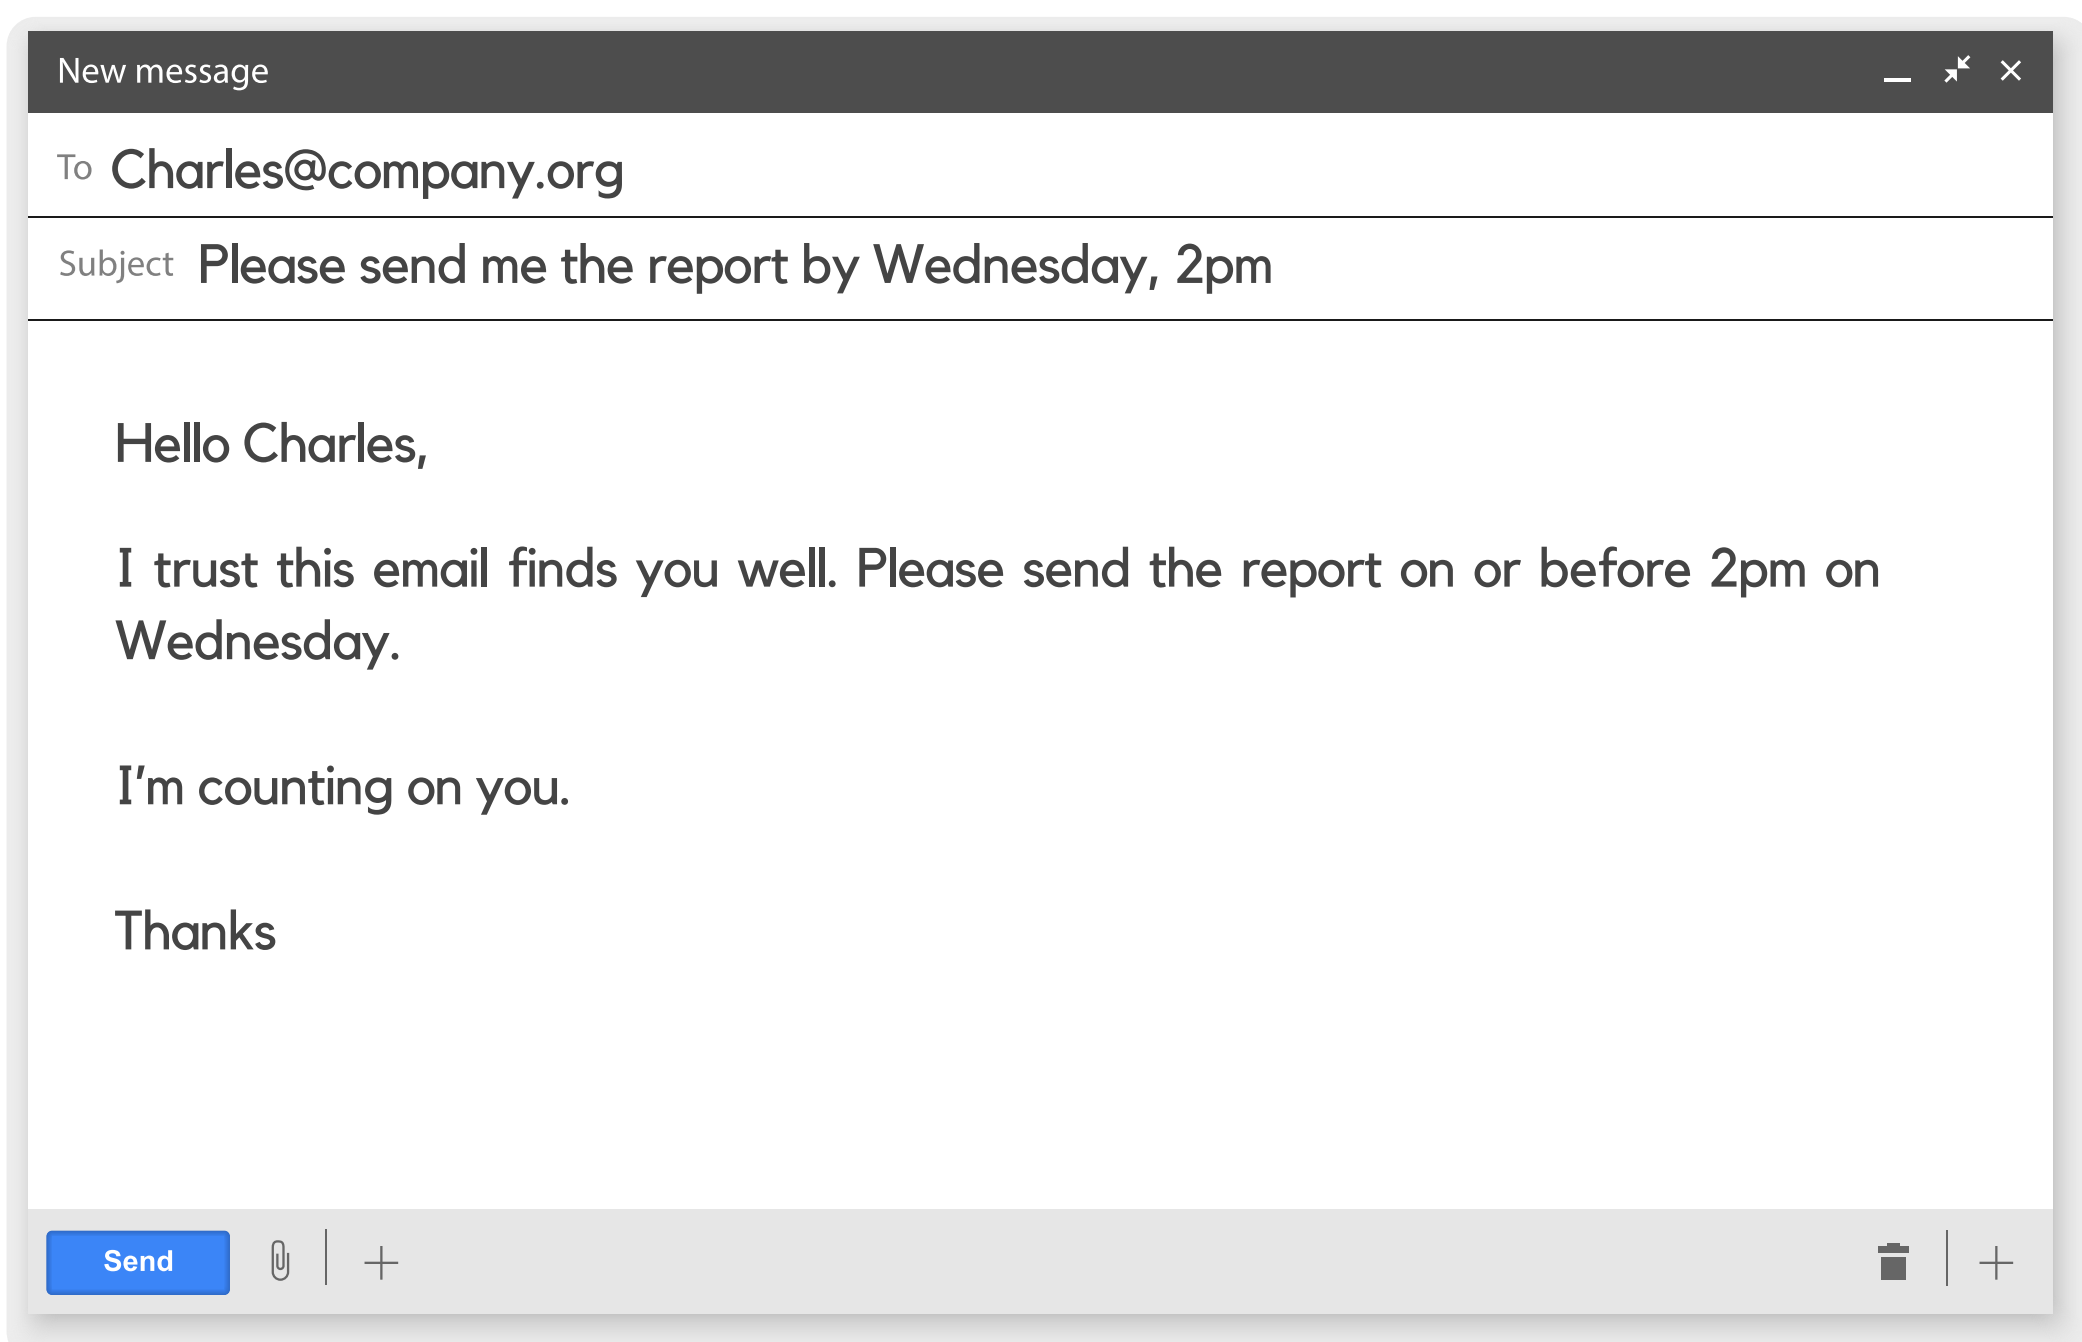 New message
To Charles@company.org
Subject Please send me the report by Wednesday, 2pm
Hello Charles,
I trust this email finds you well. Please send the report on or before 2pm on
Wednesday.
I'm counting on you.
Thanks
Send